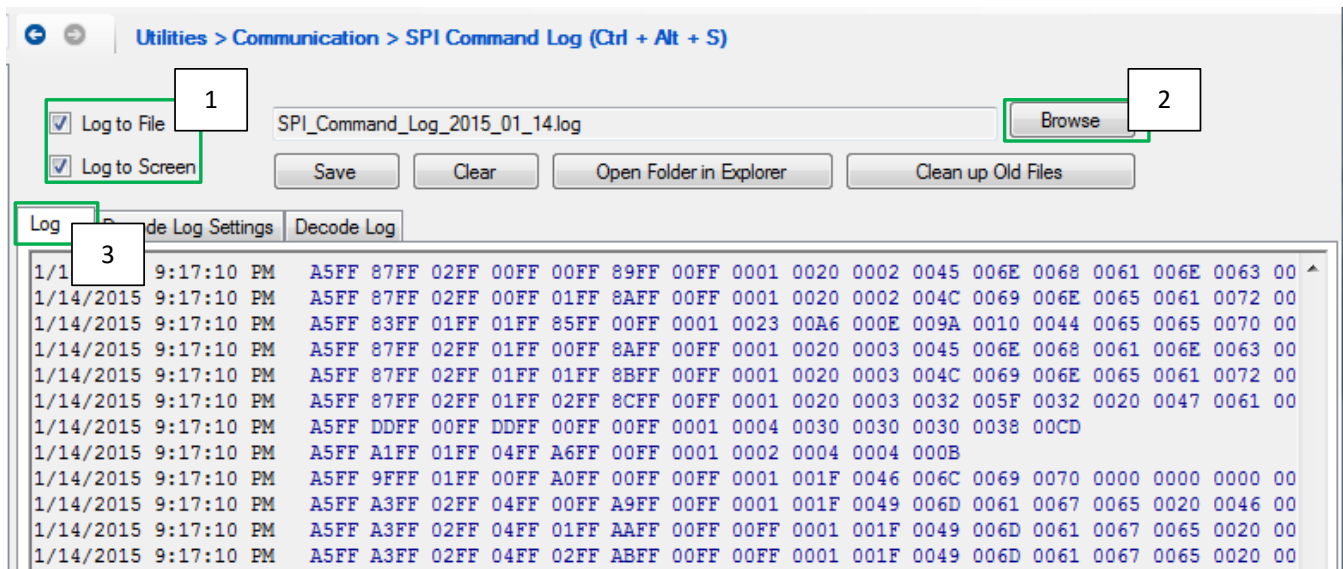 Utilities > Communication > SPI Command Log (Ctrl + Alt + S)
1
2
Log to File
SPI_Command_Log_2015_01_14.log
Browse
Log to Screen
Save
Clear
Open Folder in Explorer
Clean up Old Files
Log
de Log Settings
Decode Log
3
1/1 9:17:10 PM A5FF 87FF 02FF 00FF 00FF 89FF 00FF 0001 0020 0002 0045 006E 0068 0061 006E 0063 00
1/14/2015 9:17:10 PM A5FF 87FF 02FF 00FF 01FF 8AFF 00FF 0001 0020 0002 004C 0069 006E 0065 0061 0072 00
1/14/2015 9:17:10 PM A5FF 83FF 01FF 01FF 85FF 00FF 0001 0023 00A6 000E 009A 0010 0044 0065 0065 0070 00
1/14/2015 9:17:10 PM A5FF 87FF 02FF 01FF 00FF 8AFF 00FF 0001 0020 0003 0045 006E 0068 0061 006E 0063 00
1/14/2015 9:17:10 PM A5FF 87FF 02FF 01FF 01FF 8BFF 00FF 0001 0020 0003 004C 0069 006E 0065 0061 0072 00
1/14/2015 9:17:10 PM A5FF 87FF 02FF 01FF 02FF 8CFF 00FF 0001 0020 0003 0032 005F 0032 0020 0047 0061 00
1/14/2015 9:17:10 PM A5FF DDFF 00FF DDFF 00FF 00FF 0001 0004 0030 0030 0030 0038 00CD
1/14/2015 9:17:10 PM A5FF A1FF 01FF 04FF A6FF 00FF 0001 0002 0004 0004 000B
1/14/2015 9:17:10 PM A5FF 9FFF 01FF 00FF A0FF 00FF 00FF 0001 001F 0046 006C 0069 0070 0000 0000 0000 00
1/14/2015 9:17:10 PM A5FF A3FF 02FF 04FF 00FF A9FF 00FF 0001 001F 0049 006D 0061 0067 0065 0020 0046 00
1/14/2015 9:17:10 PM A5FF A3FF 02FF 04FF 01FF AAFF 00FF 00FF 0001 001F 0049 006D 0061 0067 0065 0020 00
1/14/2015 9:17:10 PM A5FF A3FF 02FF 04FF 02FF ABFF 00FF 00FF 0001 001F 0049 006D 0061 0067 0065 0020 00